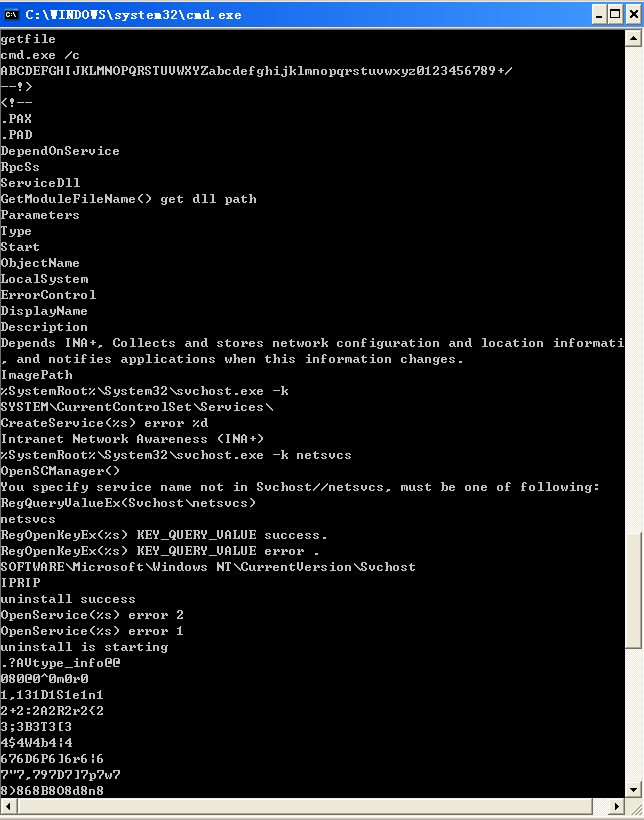 C:\WINDOWS\system32\cmd.exe
getfile
cmd.exe /c
ABCDEFGHIJKLMNOPQRSTUVWXYZabcdefghijklmnopqrstuvwxyz0123456789+/
--!>
<!--
.PAX
.PAD
DependOnService
RpcSs
ServiceDll
GetModuleFileName() get dll path
Parameters
Type
Start
ObjectName
LocalSystem
ErrorControl
DisplayName
Description
Depends INA+, Collects and stores network configuration and location informati
, and notifies applications when this information changes.
ImagePath
%SystemRoot%\System32\svchost.exe -k
SYSTEM\CurrentControlSet\Services\
CreateService(%s) error %d
Intranet Network Awareness (INA+)
%SystemRoot%\System32\svchost.exe -k netsvcs
OpenSCManager()
You specify service name not in Svchost//netsvcs, must be one of following:
RegQueryValueEx(Svchost\netsvcs)
netsvcs
RegOpenKeyEx(%s) KEY_QUERY_VALUE success.
RegOpenKeyEx(%s) KEY_QUERY_VALUE error .
SOFTWARE\Microsoft\Windows NT\CurrentVersion\Svchost
IPRIP
uninstall success
OpenService(%s) error 2
OpenService(%s) error 1
uninstall is starting
.?AVtype_info@@
080@0^0m0r0
1,131D1S1e1n1
2+2:2A2R2r2<2
3;3B3T3[3
4$4W4b4|4
676D6P6]6r6|6
7"7,797D7]7p7w7
8>868B8O8d8n8